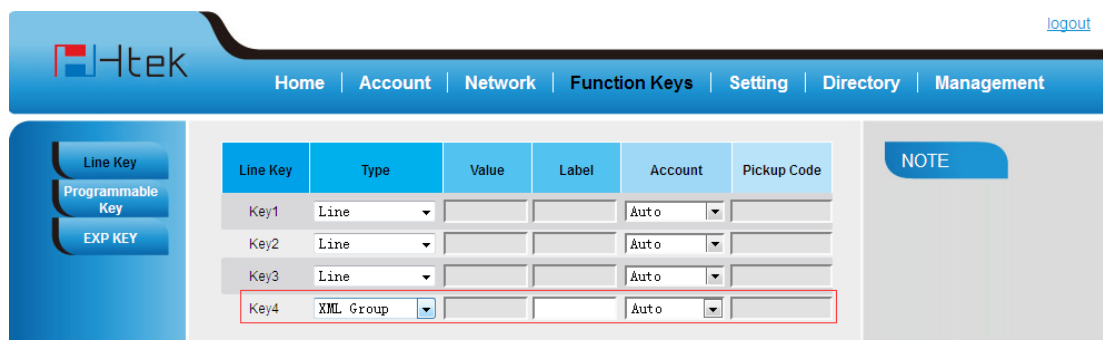 logout
Htek
Home | Account | Network | Function Keys | Setting | Directory | Management
Line Key
Programmable
Key
EXP KEY
Line Key Type Value Label Account Pickup Code
Key1 Line Auto
Key2 Line Auto
Key3 Line Auto
Key4 XML Group Auto
NOTE